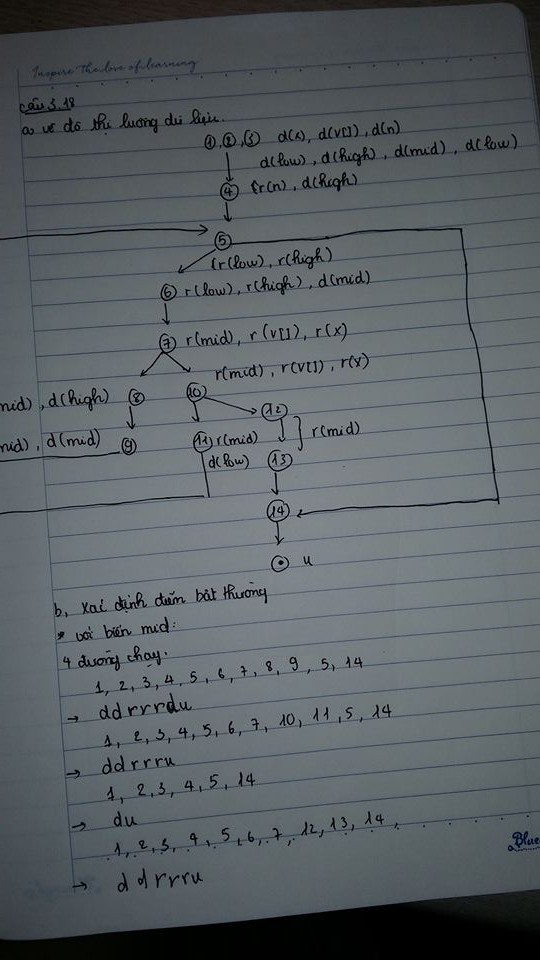 Inspire The love of learning
câu 3.18
a, vẽ đồ thị luồng dữ liệu.
1, 2, 3 d(x), d(v[]), d(n)
d(low), d(high), d(mid), d(low)
4 {r(n), d(high)
5
{r(low), r(high)
6 r(low), r(high), d(mid)
7 r(mid), r(v[]), r(x)
r(mid), r(v[]), r(x)
mid), d(high) 8 10 12
mid), d(mid) 9 11 r(mid) } r(mid)
d(low) 13
14
u
b, Xác định điểm bất thường
* với biến mid:
4 đường chạy.
1, 2, 3, 4, 5, 6, 7, 8, 9, 5, 14
→ ddrrrdu
1, 2, 3, 4, 5, 6, 7, 10, 11, 5, 14
→ ddrrru
1, 2, 3, 4, 5, 14
→ du
1, 2, 3, 4, 5, 6, 7, 12, 13, 14,
→ ddrrru
Blue